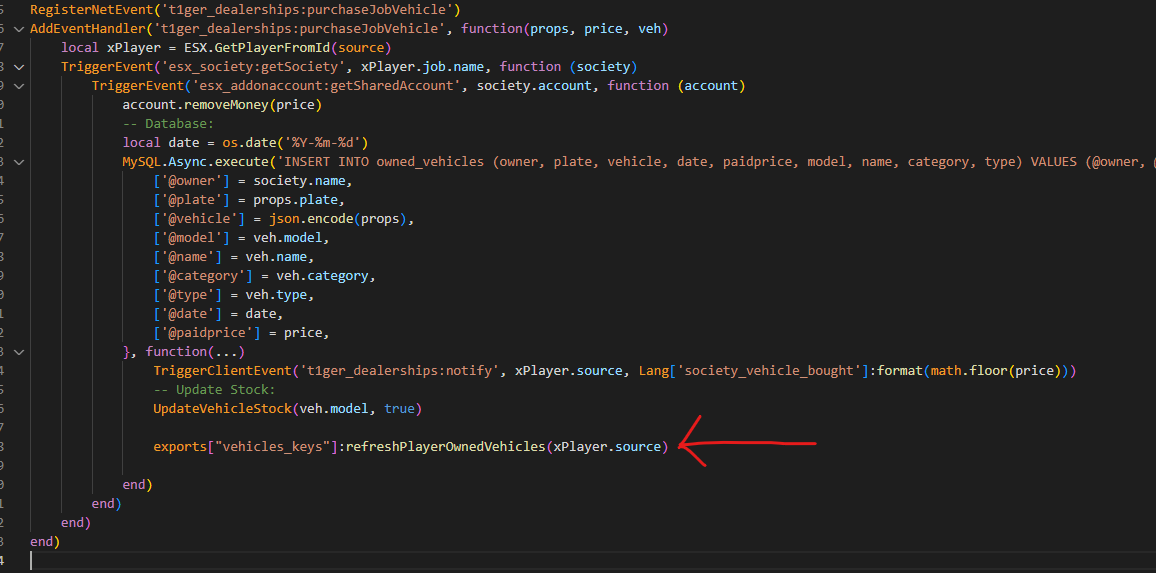 RegisterNetEvent('t1ger_dealerships:purchaseJobVehicle')
AddEventHandler('t1ger_dealerships:purchaseJobVehicle', function(props, price, veh)
local xPlayer = ESX.GetPlayerFromId(source)
TriggerEvent('esx_society:getSociety', xPlayer.job.name, function (society)
TriggerEvent('esx_addonaccount:getSharedAccount', society.account, function (account)
account.removeMoney(price)
-- Database:
local date = os.date('%Y-%m-%d')
MySQL.Async.execute('INSERT INTO owned_vehicles (owner, plate, vehicle, date, paidprice, model, name, category, type) VALUES (@owner,
['@owner'] = society.name,
['@plate'] = props.plate,
['@vehicle'] = json.encode(props),
['@model'] = veh.model,
['@name'] = veh.name,
['@category'] = veh.category,
['@type'] = veh.type,
['@date'] = date,
['@paidprice'] = price,
}, function(...)
TriggerClientEvent('t1ger_dealerships:notify', xPlayer.source, Lang['society_vehicle_bought']:format(math.floor(price)))
-- Update Stock:
UpdateVehicleStock(veh.model, true)
exports["vehicles_keys"]:refreshPlayerOwnedVehicles(xPlayer.source)
end)
end)
end)
end)